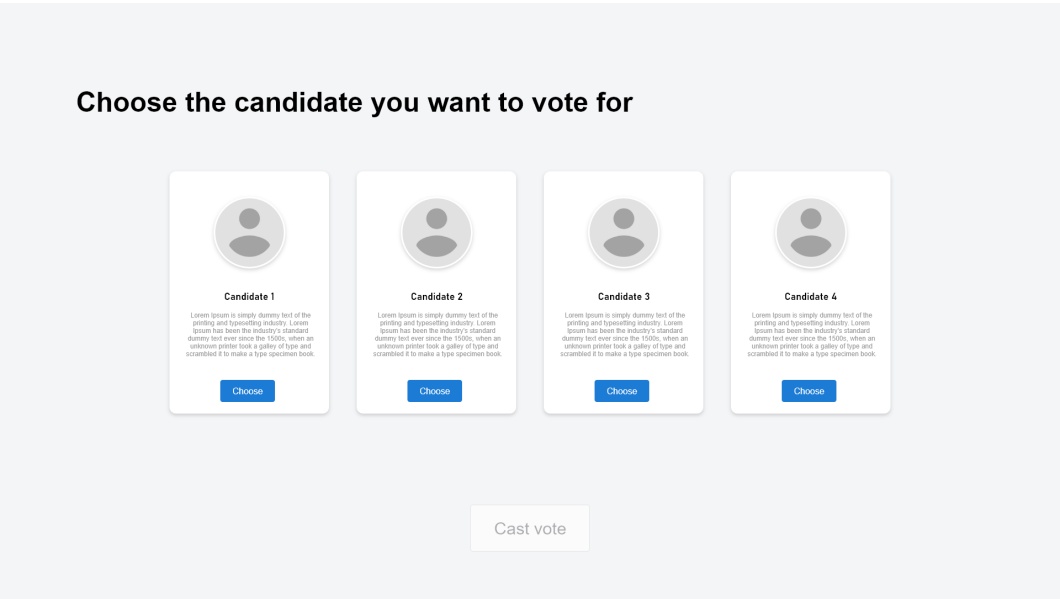 Choose the candidate you want to vote for
Candidate 1
Lorem Ipsum is simply dummy text of the
printing and typesetting industry. Lorem
Ipsum has been the industry's standard
dummy text ever since the 1500s, when an
unknown printer took a galley of type and
scrambled it to make a type specimen book.
Choose
Candidate 2
Lorem Ipsum is simply dummy text of the
printing and typesetting industry. Lorem
Ipsum has been the industry's standard
dummy text ever since the 1500s, when an
unknown printer took a galley of type and
scrambled it to make a type specimen book.
Choose
Candidate 3
Lorem Ipsum is simply dummy text of the
printing and typesetting industry. Lorem
Ipsum has been the industry's standard
dummy text ever since the 1500s, when an
unknown printer took a galley of type and
scrambled it to make a type specimen book.
Choose
Candidate 4
Lorem Ipsum is simply dummy text of the
printing and typesetting industry. Lorem
Ipsum has been the industry's standard
dummy text ever since the 1500s, when an
unknown printer took a galley of type and
scrambled it to make a type specimen book.
Choose
Cast vote